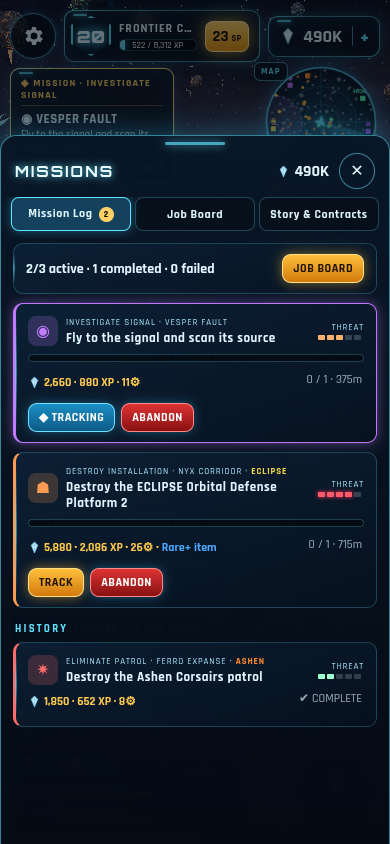 20
FRONTIER C...
522 / 8,312 XP
23 SP
490K +
MAP
◆ MISSION · INVESTIGATE
SIGNAL
◉ VESPER FAULT
Fly to the signal and scan its
MISSIONS
490K
✕
Mission Log 2
Job Board
Story & Contracts
2/3 active · 1 completed · 0 failed
JOB BOARD
INVESTIGATE SIGNAL · VESPER FAULT
Fly to the signal and scan its source
THREAT
2,660 · 880 XP · 11⚙
0 / 1 · 375m
◆ TRACKING
ABANDON
DESTROY INSTALLATION · NYX CORRIDOR · ECLIPSE
Destroy the ECLIPSE Orbital Defense
Platform 2
THREAT
5,880 · 2,086 XP · 26⚙ · Rare+ item
0 / 1 · 715m
TRACK
ABANDON
HISTORY
ELIMINATE PATROL · FERRO EXPANSE · ASHEN
Destroy the Ashen Corsairs patrol
THREAT
1,850 · 652 XP · 8⚙
✔ COMPLETE